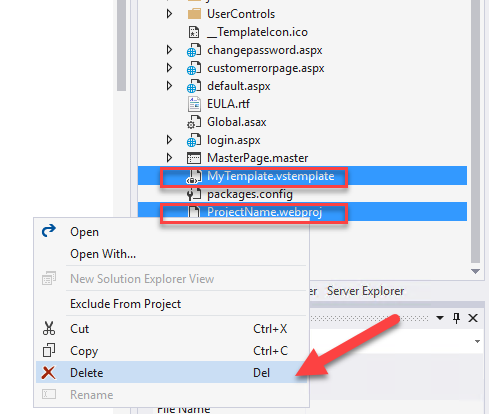 UserControls
__TemplateIcon.ico
changepassword.aspx
customerrorpage.aspx
default.aspx
EULA.rtf
Global.asax
login.aspx
MasterPage.master
MyTemplate.vstemplate
packages.config
ProjectName.webproj
Open
Open With...
New Solution Explorer View
Exclude From Project
Cut Ctrl+X
Copy Ctrl+C
Delete Del
Rename
Server Explorer
File Name